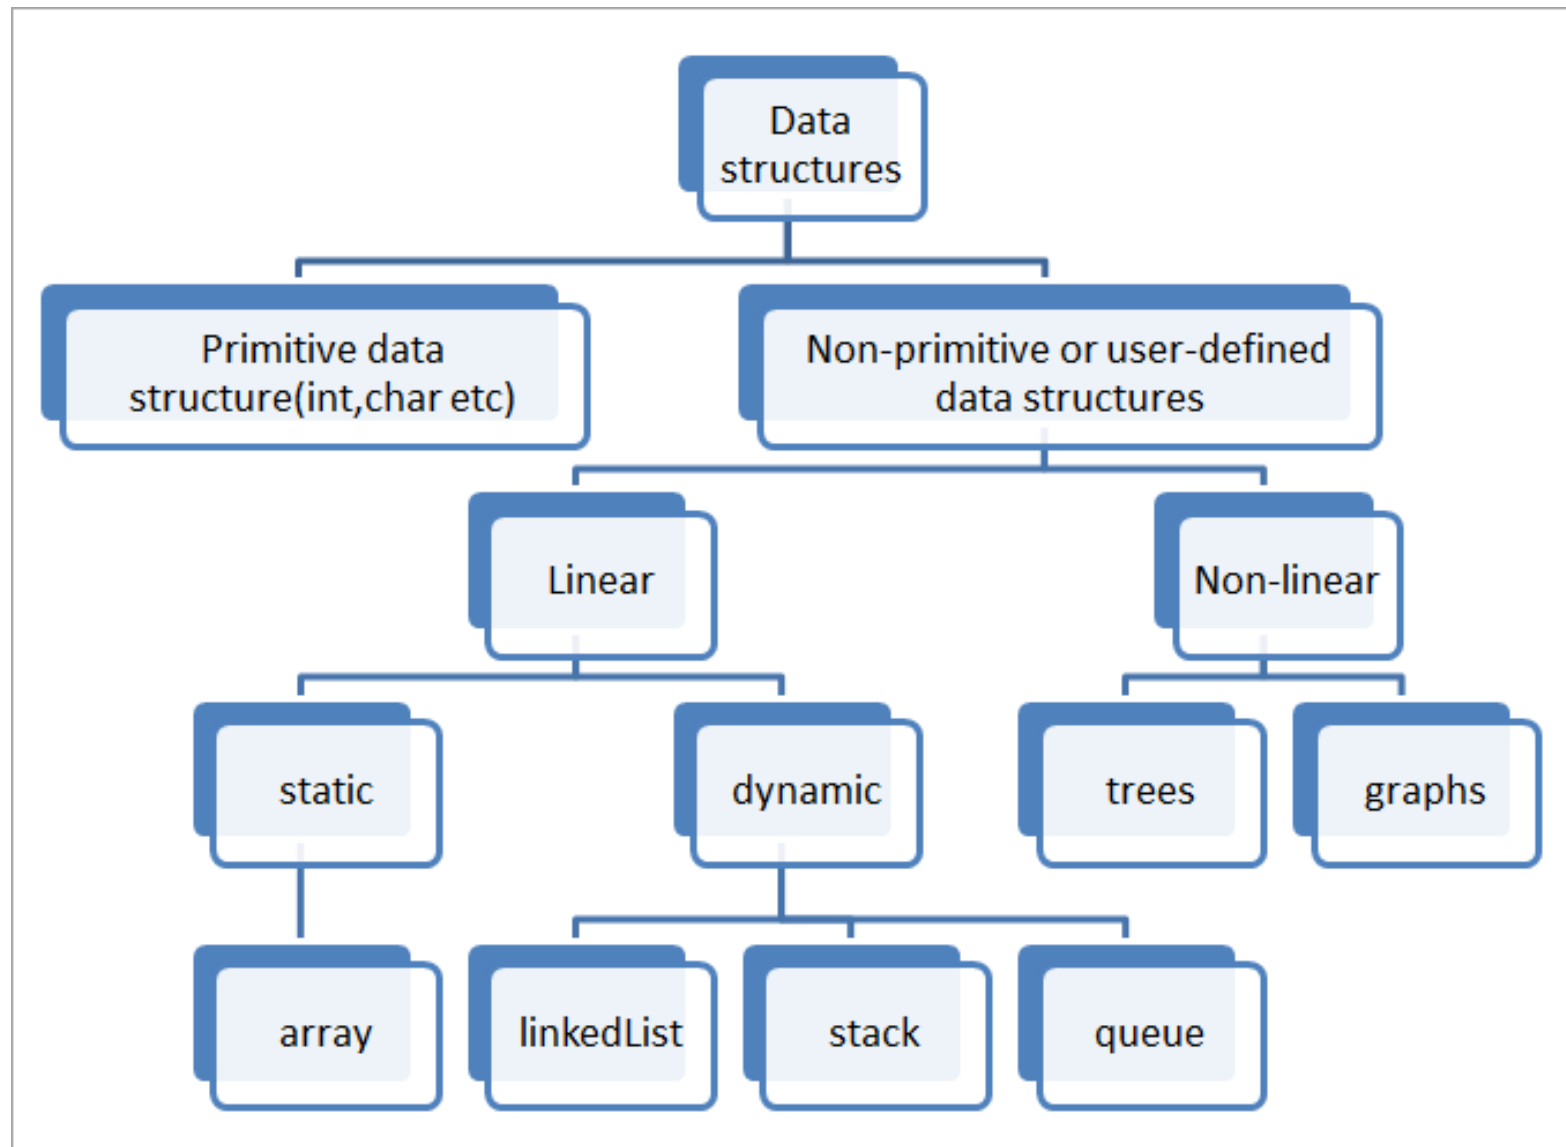 Data
structures
Primitive data
structure(int,char etc)
Non-primitive or user-defined
data structures
Linear
Non-linear
static
dynamic
trees
graphs
array
linkedList
stack
queue